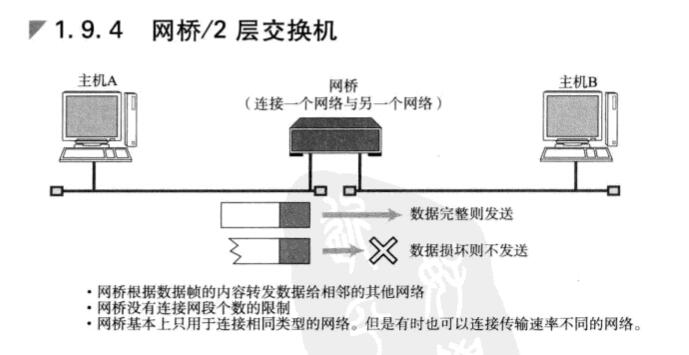 1.9.4 网桥/2 层交换机
主机A
网桥
（连接一个网络与另一个网络）
主机B
数据完整则发送
数据损坏则不发送
・网桥根据数据帧的内容转发数据给相邻的其他网络
・网桥没有连接网段个数的限制
・网桥基本上只用于连接相同类型的网络。但是有时也可以连接传输速率不同的网络。